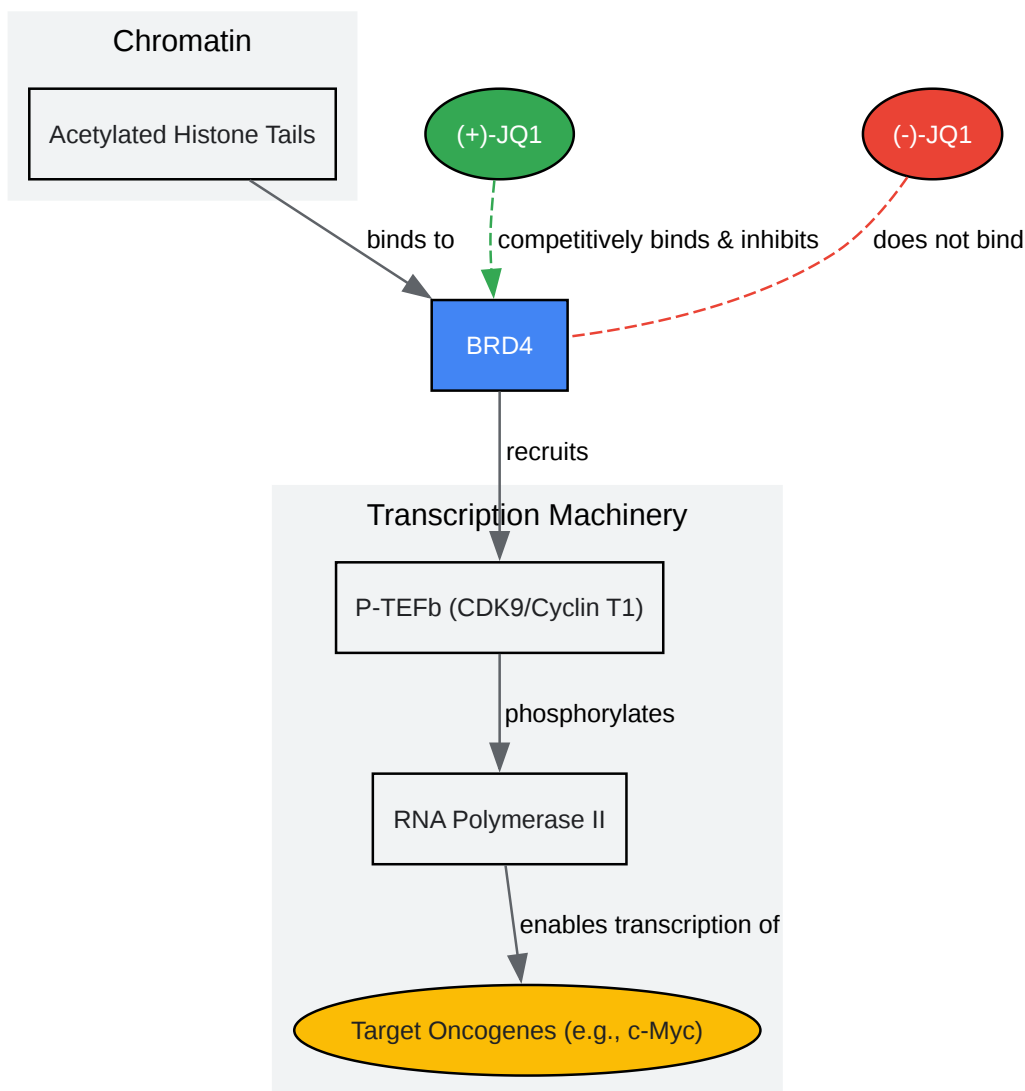 Chromatin
Acetylated Histone Tails
(+)-JQ1
(-)-JQ1
binds to
competitively binds & inhibits
does not bind
BRD4
recruits
Transcription Machinery
P-TEFb (CDK9/Cyclin T1)
phosphorylates
RNA Polymerase II
enables transcription of
Target Oncogenes (e.g., c-Myc)